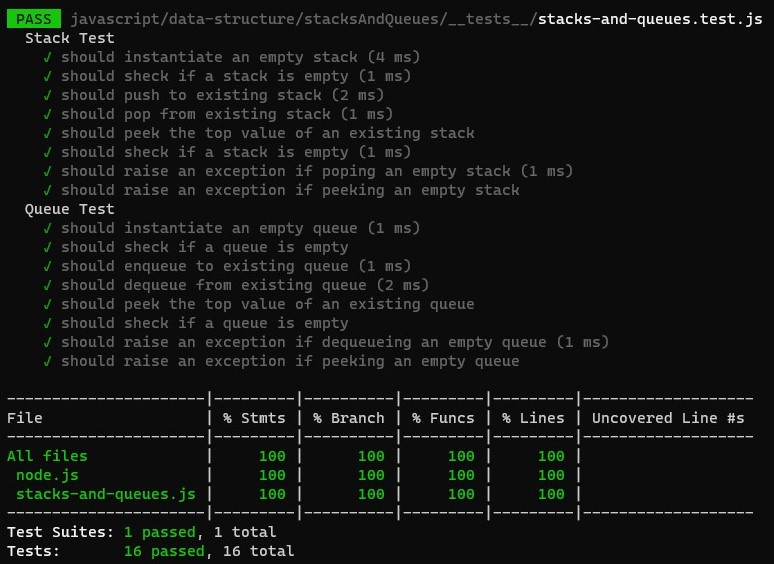 PASS javascript/data-structure/stacksAndQueues/__tests__/stacks-and-queues.test.js
Stack Test
✓ should instantiate an empty stack (4 ms)
✓ should sheck if a stack is empty (1 ms)
✓ should push to existing stack (2 ms)
✓ should pop from existing stack (1 ms)
✓ should peek the top value of an existing stack
✓ should sheck if a stack is empty (1 ms)
✓ should raise an exception if poping an empty stack (1 ms)
✓ should raise an exception if peeking an empty stack
Queue Test
✓ should instantiate an empty queue (1 ms)
✓ should sheck if a queue is empty
✓ should enqueue to existing queue (1 ms)
✓ should dequeue from existing queue (2 ms)
✓ should peek the top value of an existing queue
✓ should sheck if a queue is empty
✓ should raise an exception if dequeueing an empty queue (1 ms)
✓ should raise an exception if peeking an empty queue
----------------------|---------|----------|---------|---------|-------------------
File | % Stmts | % Branch | % Funcs | % Lines | Uncovered Line #s
----------------------|---------|----------|---------|---------|-------------------
All files | 100 | 100 | 100 | 100 |
node.js | 100 | 100 | 100 | 100 |
stacks-and-queues.js | 100 | 100 | 100 | 100 |
----------------------|---------|----------|---------|---------|-------------------
Test Suites: 1 passed, 1 total
Tests: 16 passed, 16 total